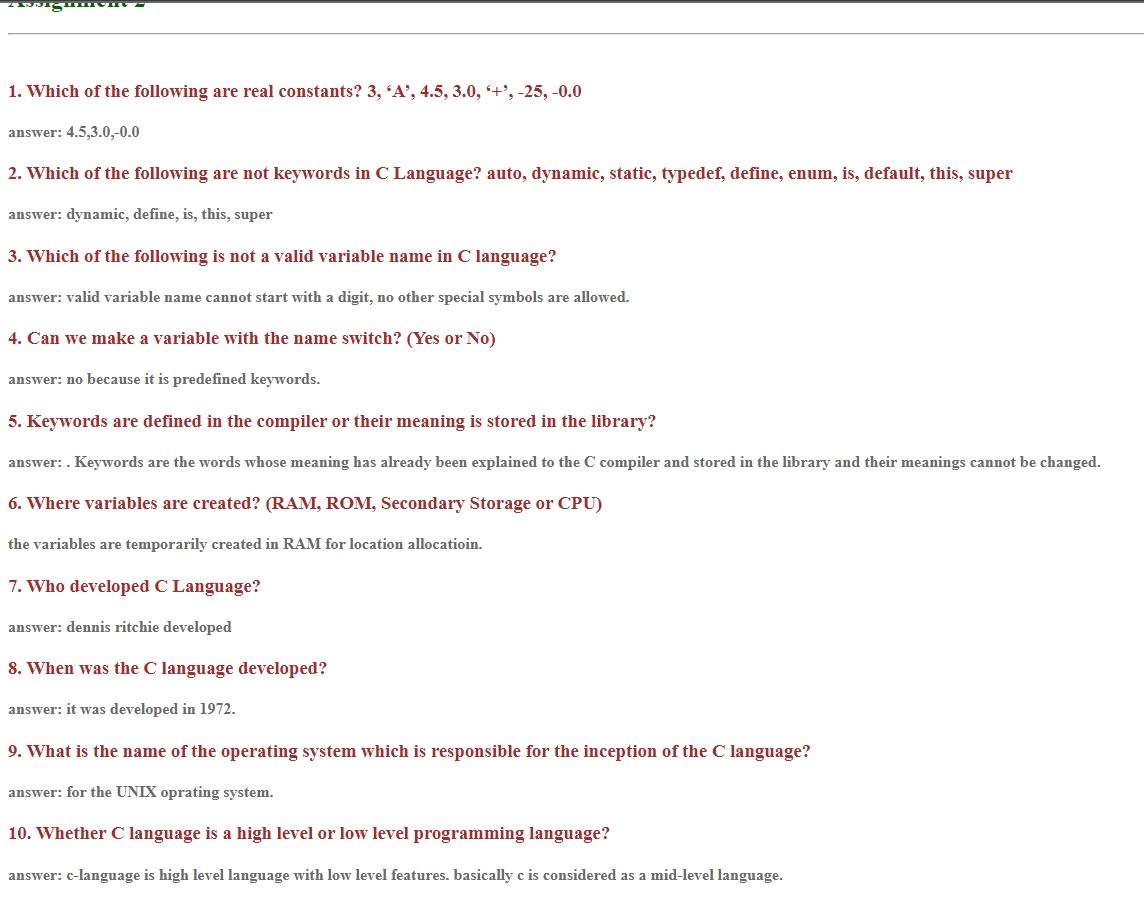 Assignment 2
1. Which of the following are real constants? 3, ‘A’, 4.5, 3.0, ‘+’, -25, -0.0
answer: 4.5,3.0,-0.0
2. Which of the following are not keywords in C Language? auto, dynamic, static, typedef, define, enum, is, default, this, super
answer: dynamic, define, is, this, super
3. Which of the following is not a valid variable name in C language?
answer: valid variable name cannot start with a digit, no other special symbols are allowed.
4. Can we make a variable with the name switch? (Yes or No)
answer: no because it is predefined keywords.
5. Keywords are defined in the compiler or their meaning is stored in the library?
answer: . Keywords are the words whose meaning has already been explained to the C compiler and stored in the library and their meanings cannot be changed.
6. Where variables are created? (RAM, ROM, Secondary Storage or CPU)
the variables are temporarily created in RAM for location allocatioin.
7. Who developed C Language?
answer: dennis ritchie developed
8. When was the C language developed?
answer: it was developed in 1972.
9. What is the name of the operating system which is responsible for the inception of the C language?
answer: for the UNIX oprating system.
10. Whether C language is a high level or low level programming language?
answer: c-language is high level language with low level features. basically c is considered as a mid-level language.